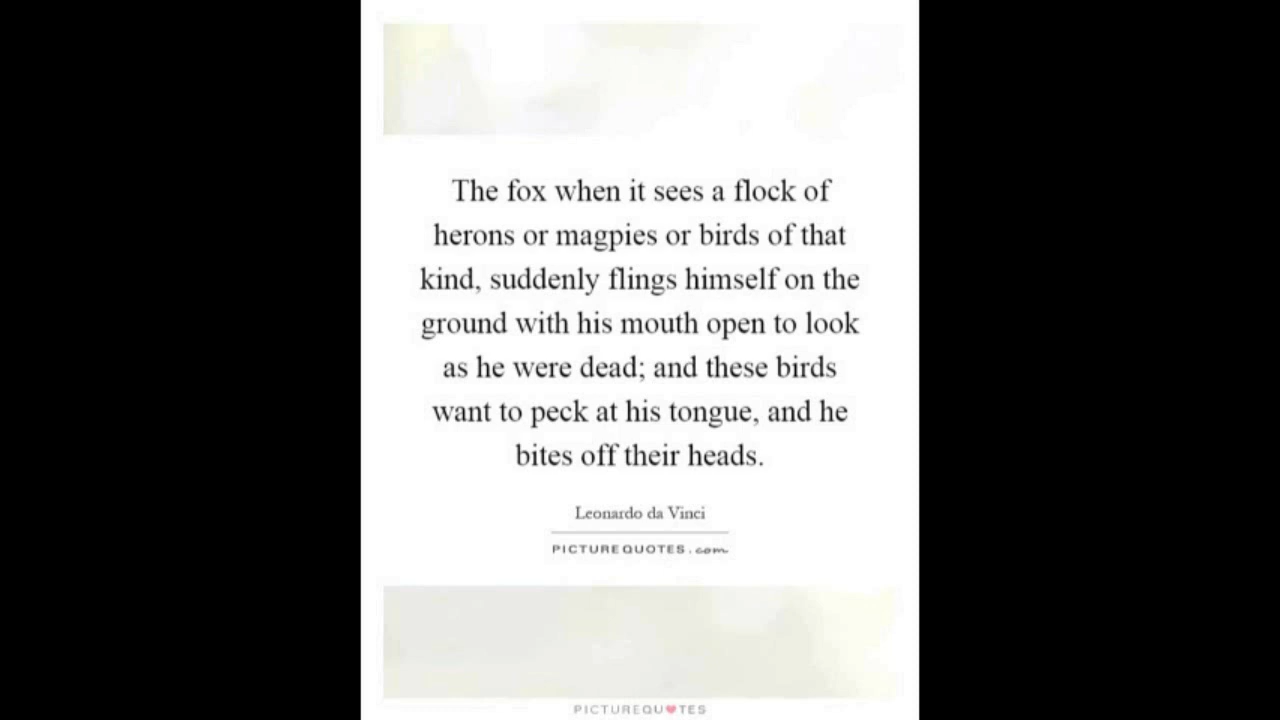 The fox when it sees a flock of
herons or magpies or birds of that
kind, suddenly flings himself on the
ground with his mouth open to look
as he were dead; and these birds
want to peck at his tongue, and he
bites off their heads.
Leonardo da Vinci
PICTUREQUOTES.com
PICTUREQU♥TES